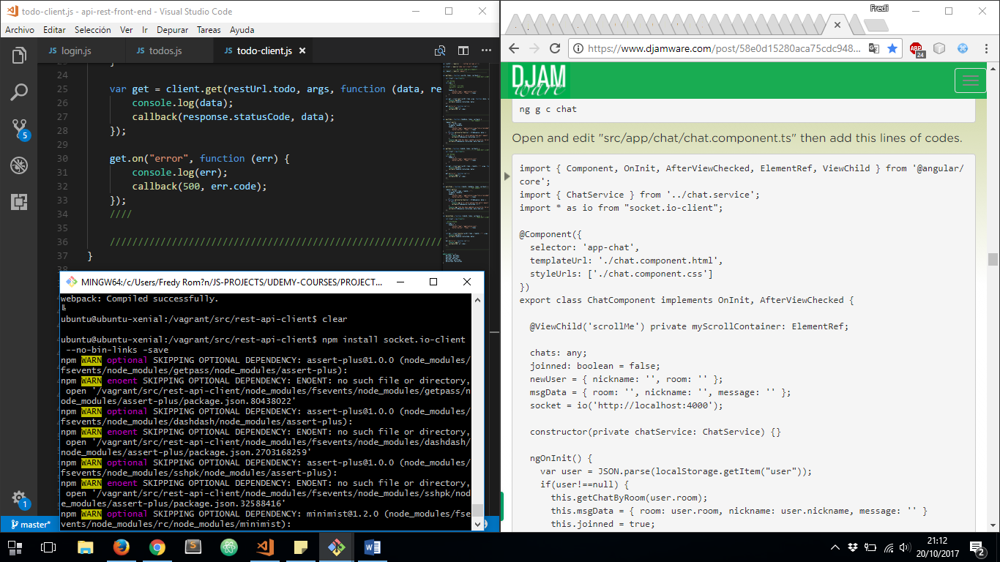 todo-client.js - api-rest-front-end - Visual Studio Code
Archivo Editar Selección Ver Ir Depurar Tareas Ayuda
JS login.js JS todos.js JS todo-client.js
24
25 var get = client.get(restUrl.todo, args, function (data, re
26 console.log(data);
27 callback(response.statusCode, data);
28 });
29
30 get.on("error", function (err) {
31 console.log(err);
32 callback(500, err.code);
33 });
34 ////
35
36 ////////////////////////////////////////////////////////////
37 }
5
1
master*
MINGW64:/c/Users/Fredy Rom?n/JS-PROJECTS/UDEMY-COURSES/PROJECT...
webpack: Compiled successfully.
ubuntu@ubuntu-xenial:/vagrant/src/rest-api-client$ clear
ubuntu@ubuntu-xenial:/vagrant/src/rest-api-client$ npm install socket.io-client
--no-bin-links -save
npm WARN optional SKIPPING OPTIONAL DEPENDENCY: assert-plus@1.0.0 (node_modules/
fsevents/node_modules/getpass/node_modules/assert-plus):
npm WARN enoent SKIPPING OPTIONAL DEPENDENCY: ENOENT: no such file or directory,
open '/vagrant/src/rest-api-client/node_modules/fsevents/node_modules/getpass/n
ode_modules/assert-plus/package.json.80438022'
npm WARN optional SKIPPING OPTIONAL DEPENDENCY: assert-plus@1.0.0 (node_modules/
fsevents/node_modules/dashdash/node_modules/assert-plus):
npm WARN enoent SKIPPING OPTIONAL DEPENDENCY: ENOENT: no such file or directory,
open '/vagrant/src/rest-api-client/node_modules/fsevents/node_modules/dashdash/
node_modules/assert-plus/package.json.2703168259'
npm WARN optional SKIPPING OPTIONAL DEPENDENCY: assert-plus@1.0.0 (node_modules/
fsevents/node_modules/sshpk/node_modules/assert-plus):
npm WARN enoent SKIPPING OPTIONAL DEPENDENCY: ENOENT: no such file or directory,
open '/vagrant/src/rest-api-client/node_modules/fsevents/node_modules/sshpk/nod
e_modules/assert-plus/package.json.32588416'
npm WARN optional SKIPPING OPTIONAL DEPENDENCY: minimist@1.2.0 (node_modules/fse
vents/node_modules/rc/node_modules/minimist):
Fredi
https://www.djamware.com/post/58e0d15280aca75cdc948...
ABP
24
DJAM
ware
ng g c chat
Open and edit "src/app/chat/chat.component.ts" then add this lines of codes.
import { Component, OnInit, AfterViewChecked, ElementRef, ViewChild } from '@angular/
core';
import { ChatService } from '../chat.service';
import * as io from "socket.io-client";
@Component({
selector: 'app-chat',
templateUrl: './chat.component.html',
styleUrls: ['./chat.component.css']
})
export class ChatComponent implements OnInit, AfterViewChecked {
@ViewChild('scrollMe') private myScrollContainer: ElementRef;
chats: any;
joinned: boolean = false;
newUser = { nickname: '', room: '' };
msgData = { room: '', nickname: '', message: '' };
socket = io('http://localhost:4000');
constructor(private chatService: ChatService) {}
ngOnInit() {
var user = JSON.parse(localStorage.getItem("user"));
if(user!==null) {
this.getChatByRoom(user.room);
this.msgData = { room: user.room, nickname: user.nickname, message: '' }
this.joinned = true;
21:12
20/10/2017
2